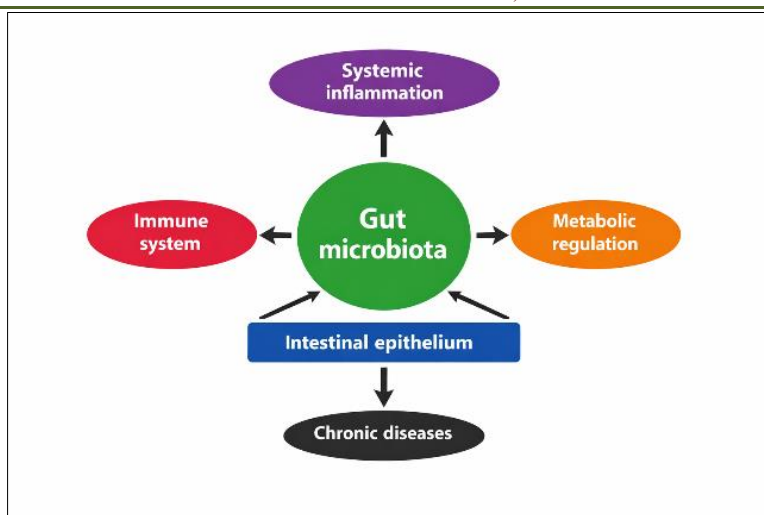 Systemic
inflammation
Immune
system
Gut
microbiota
Metabolic
regulation
Intestinal epithelium
Chronic diseases